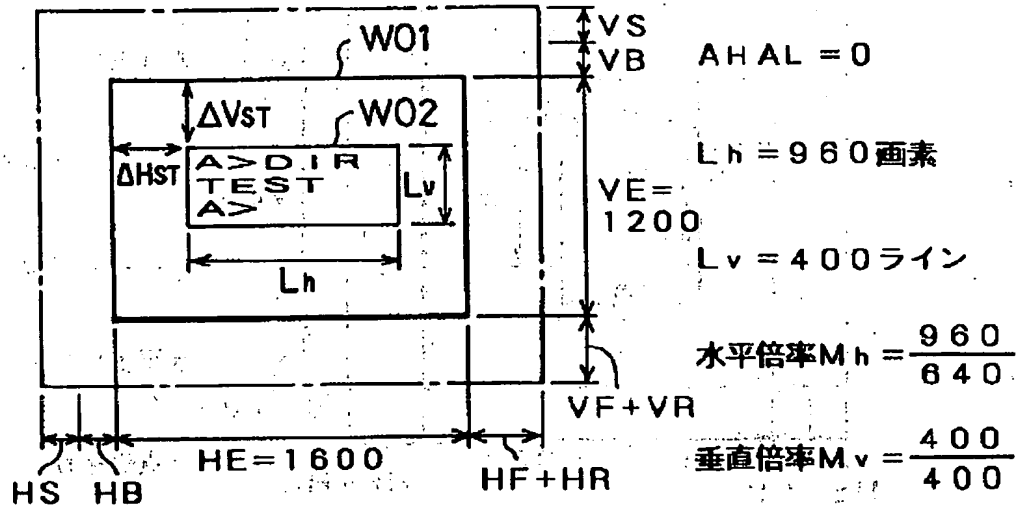 VS
VB
W01
ΔVST
W02
ΔHST
A>DIR
TEST
A>
Lv
Lh
VE=
1200
VF+VR
HS
HB
HE=1600
HF+HR
AHAL=0
Lh=960画素
Lv=400ライン
水平倍率Mh=960/640
垂直倍率Mv=400/400